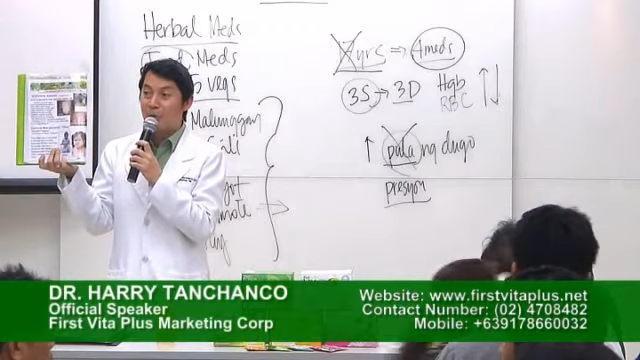 Herbal Meds
Meds
5 vegs
Malunggay
yrs ⇒ 4 meds
3S → 3D
Hgb
RBC
↑ ↓
↑ pula ng dugo
presyon
DR. HARRY TANCHANCO
Official Speaker
First Vita Plus Marketing Corp
Website: www.firstvitaplus.net
Contact Number: (02) 4708482
Mobile: +639178660032